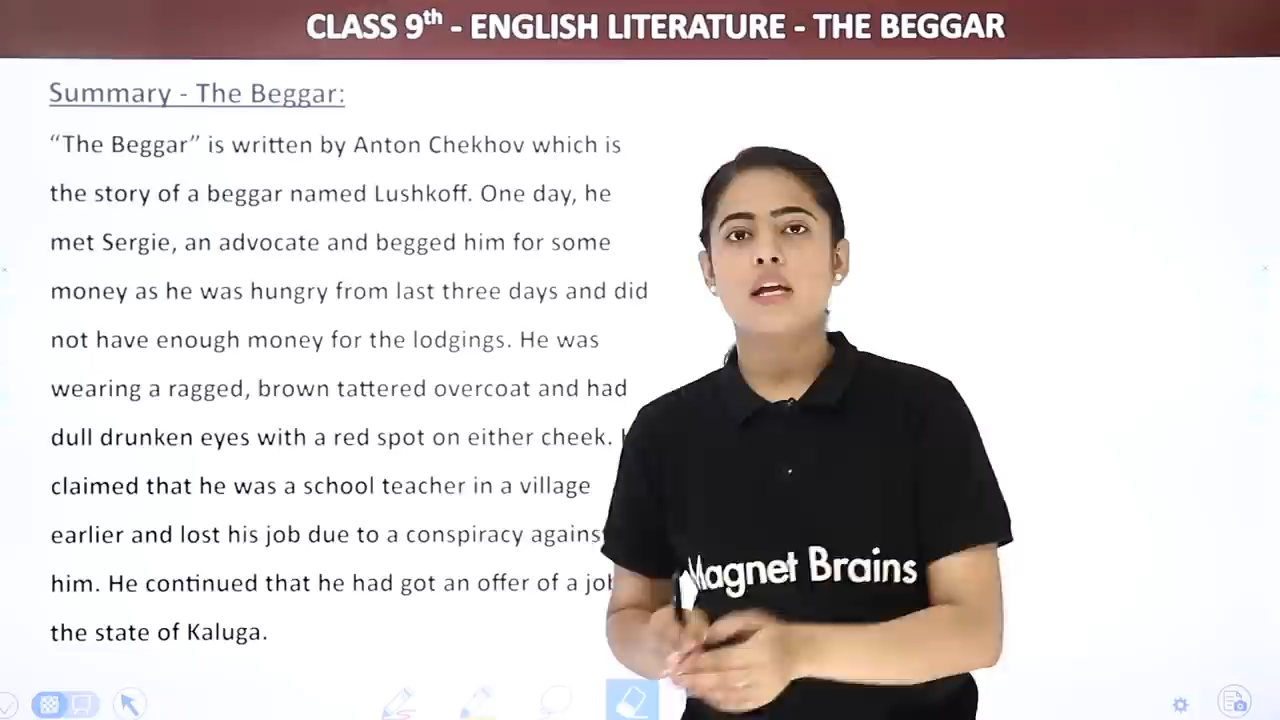 CLASS 9th - ENGLISH LITERATURE - THE BEGGAR
Summary - The Beggar:
“The Beggar” is written by Anton Chekhov which is
the story of a beggar named Lushkoff. One day, he
met Sergie, an advocate and begged him for some
money as he was hungry from last three days and did
not have enough money for the lodgings. He was
wearing a ragged, brown tattered overcoat and had
dull drunken eyes with a red spot on either cheek.
claimed that he was a school teacher in a village
earlier and lost his job due to a conspiracy agains
him. He continued that he had got an offer of a job
the state of Kaluga.
Magnet Brains